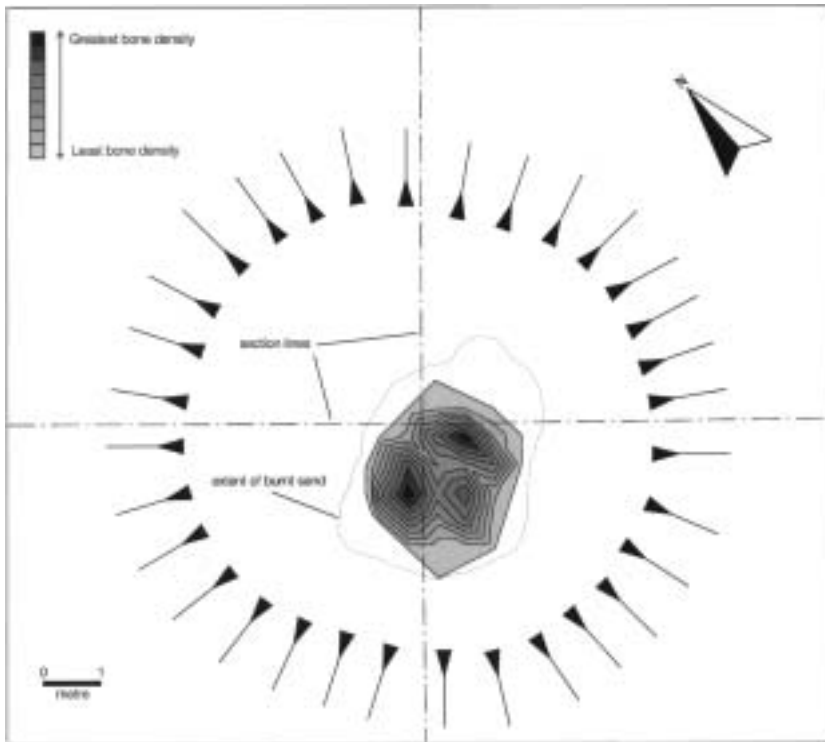 Greatest bone density
N
Least bone density
section lines
extent of burnt sand
0 1
metre